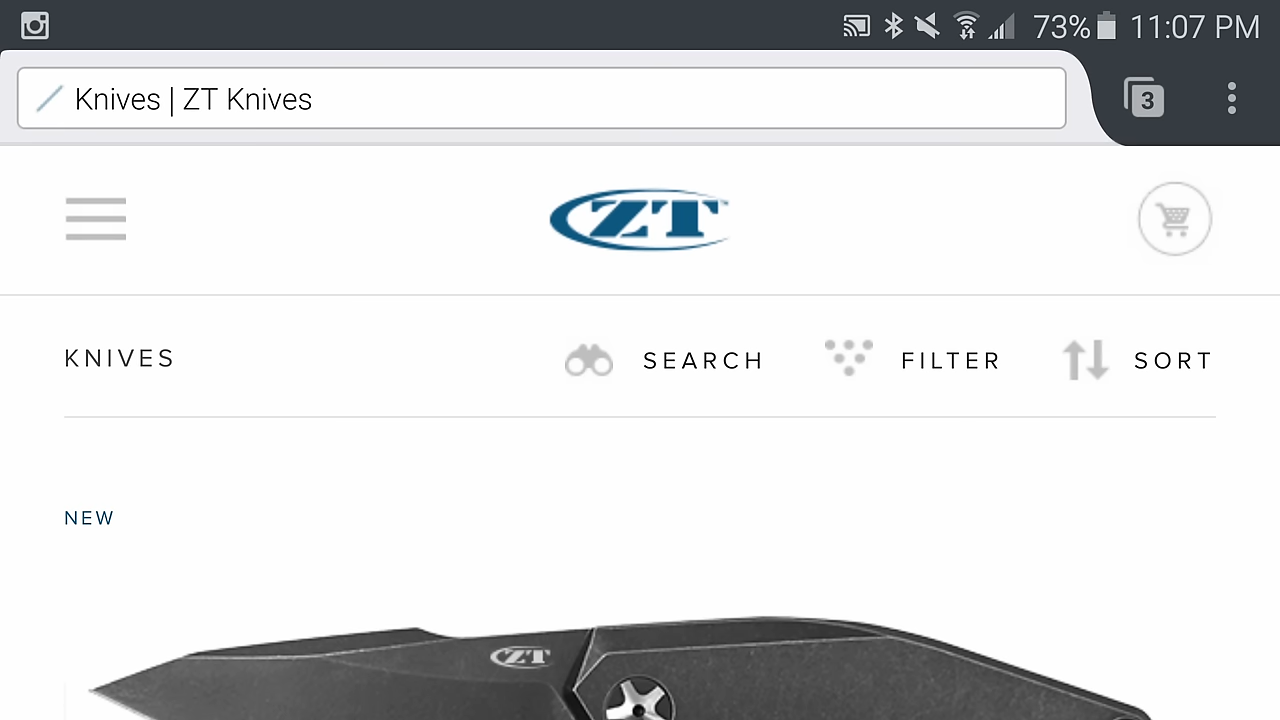 73% 11:07 PM
Knives | ZT Knives
3
ZT
KNIVES SEARCH FILTER SORT
NEW
ZT